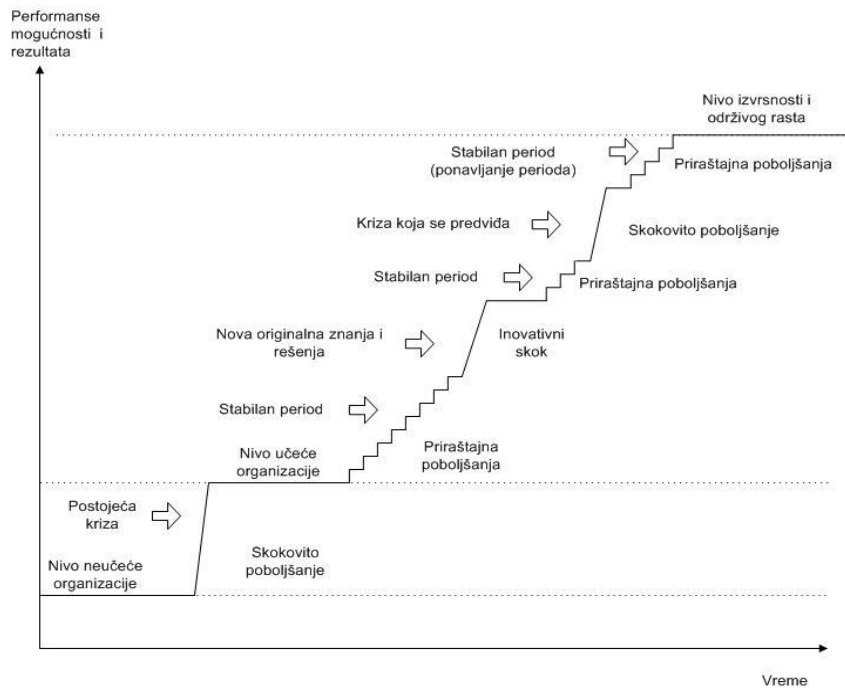 Performanse
mogućnosti i
rezultata
Nivo izvrsnosti i
održivog rasta
Stabilan period
(ponavljanje perioda)
Priraštajna poboljšanja
Kriza koja se predviđa
Skokovito poboljšanje
Stabilan period
Priraštajna poboljšanja
Nova originalna znanja i
rešenja
Inovativni
skok
Stabilan period
Nivo učeće
organizacije
Priraštajna
poboljšanja
Postojeća
kriza
Nivo neučeće
organizacije
Skokovito
poboljšanje
Vreme